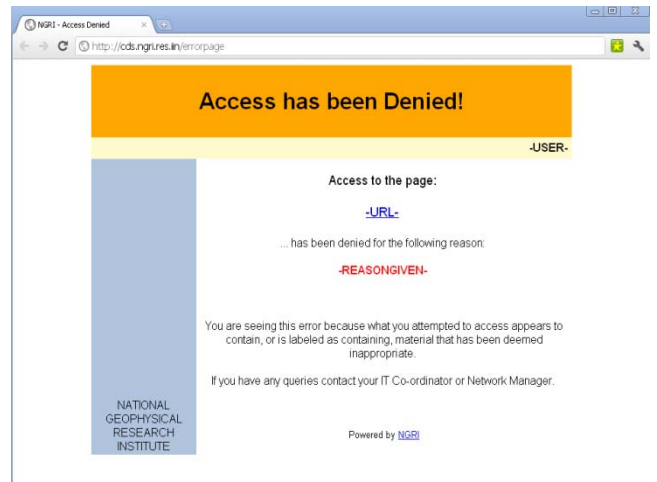 NGRI - Access Denied
http://cds.ngri.res.in/errorpage
Access has been Denied!
-USER-
Access to the page:
-URL-
... has been denied for the following reason:
-REASONGIVEN-
You are seeing this error because what you attempted to access appears to
contain, or is labeled as containing, material that has been deemed
inappropriate.
If you have any queries contact your IT Co-ordinator or Network Manager.
NATIONAL
GEOPHYSICAL
RESEARCH
INSTITUTE
Powered by NGRI